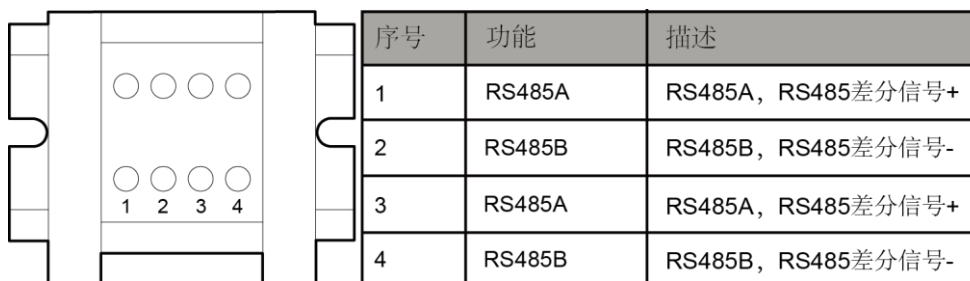 1 2 3 4
序号 功能 描述
1 RS485A RS485A，RS485差分信号+
2 RS485B RS485B，RS485差分信号-
3 RS485A RS485A，RS485差分信号+
4 RS485B RS485B，RS485差分信号-